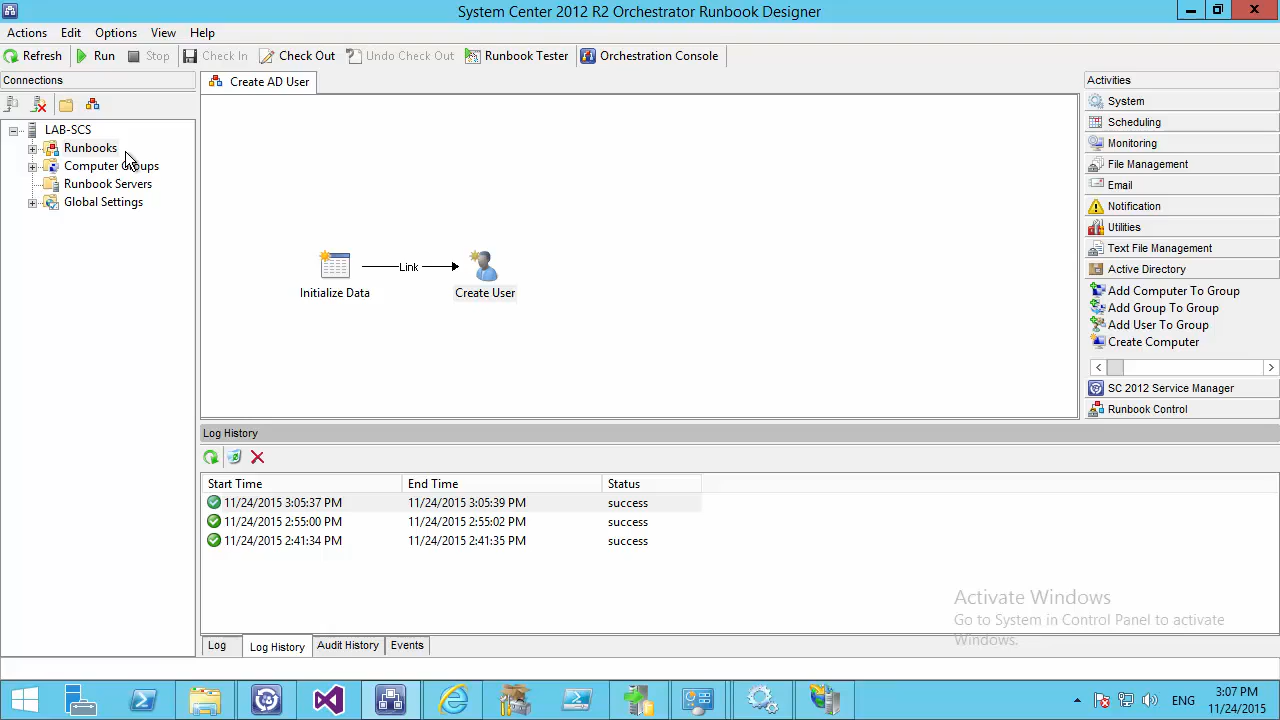 System Center 2012 R2 Orchestrator Runbook Designer
Actions Edit Options View Help
Refresh Run Stop Check In Check Out Undo Check Out Runbook Tester Orchestration Console
Connections
LAB-SCS
Runbooks
Computer Groups
Runbook Servers
Global Settings
Create AD User
Link
Initialize Data
Create User
Activities
System
Scheduling
Monitoring
File Management
Email
Notification
Utilities
Text File Management
Active Directory
Add Computer To Group
Add Group To Group
Add User To Group
Create Computer
SC 2012 Service Manager
Runbook Control
Log History
Start Time End Time Status
11/24/2015 3:05:37 PM 11/24/2015 3:05:39 PM success
11/24/2015 2:55:00 PM 11/24/2015 2:55:02 PM success
11/24/2015 2:41:34 PM 11/24/2015 2:41:35 PM success
Activate Windows
Go to System in Control Panel to activate
Windows.
Log Log History Audit History Events
ENG
3:07 PM
11/24/2015